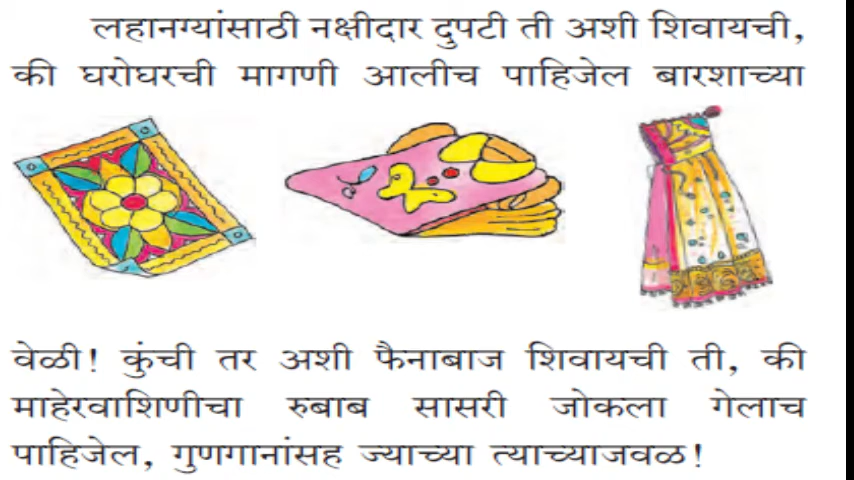 लहानग्यांसाठी नक्षीदार दुपटी ती अशी शिवायची,
की घरोघरची मागणी आलीच पाहिजेल बारशाच्या
वेळी! कुंची तर अशी फैनाबाज शिवायची ती, की
माहेरवाशिणीचा रुबाब सासरी जोकला गेलाच
पाहिजेल, गुणगानांसह ज्याच्या त्याच्याजवळ!